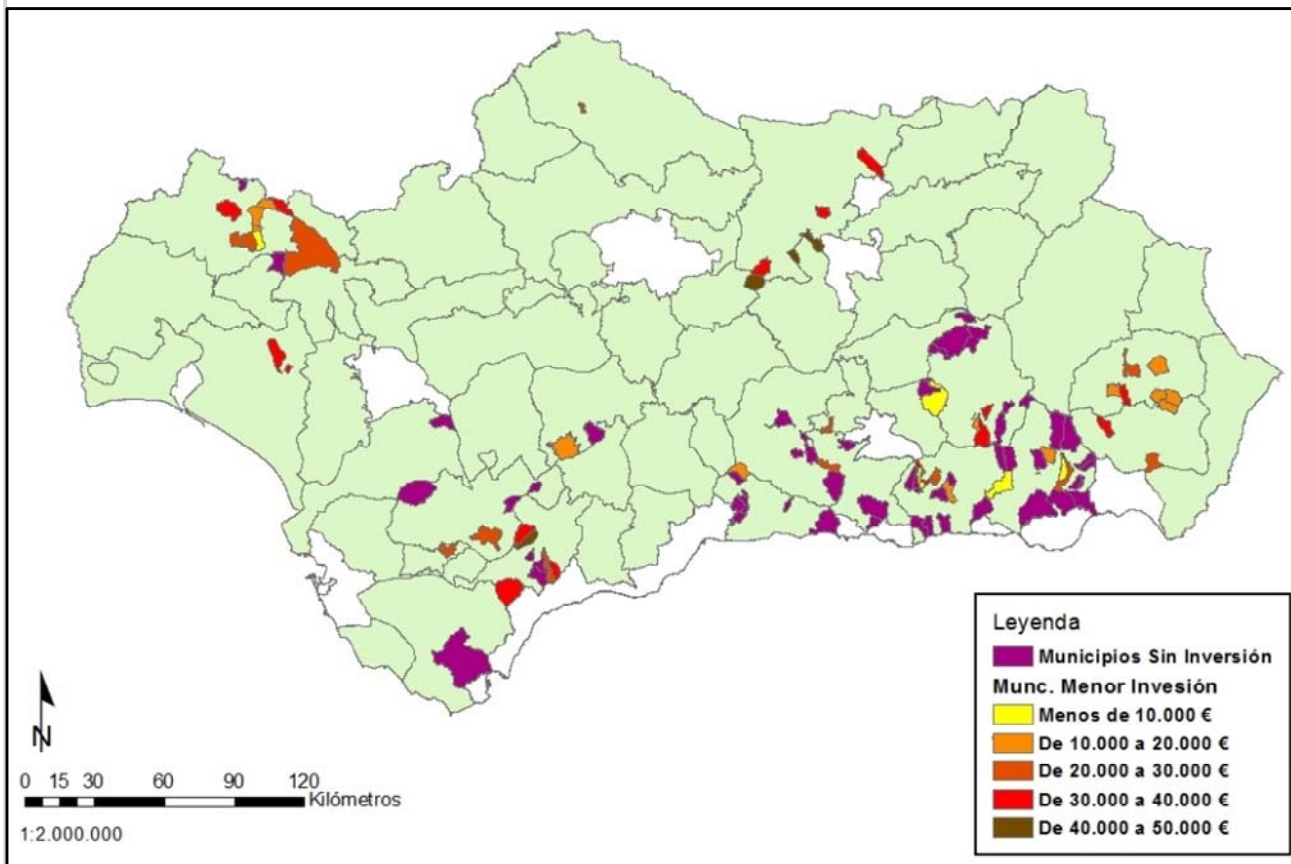 Leyenda
Municipios Sin Inversión
Munc. Menor Invesión
Menos de 10.000 €
De 10.000 a 20.000 €
De 20.000 a 30.000 €
De 30.000 a 40.000 €
De 40.000 a 50.000 €
N
0 15 30 60 90 120
Kilómetros
1:2.000.000